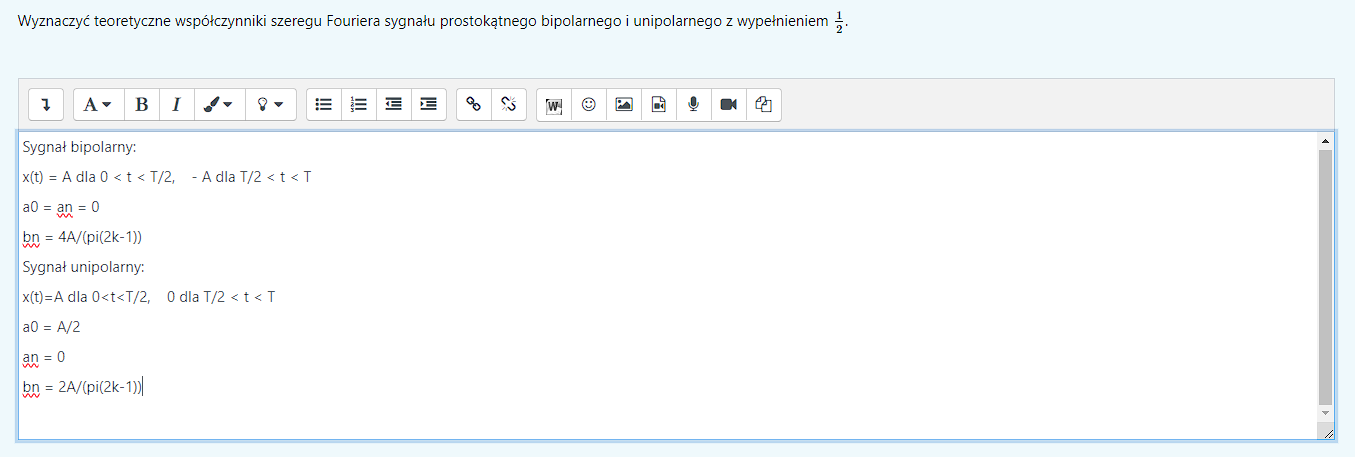 Wyznaczyć teoretyczne współczynniki szeregu Fouriera sygnału prostokątnego bipolarnego i unipolarnego z wypełnieniem 1/2.
A B I
Sygnał bipolarny:
x(t) = A dla 0 < t < T/2, - A dla T/2 < t < T
a0 = an = 0
bn = 4A/(pi(2k-1))
Sygnał unipolarny:
x(t)=A dla 0<t<T/2, 0 dla T/2 < t < T
a0 = A/2
an = 0
bn = 2A/(pi(2k-1))